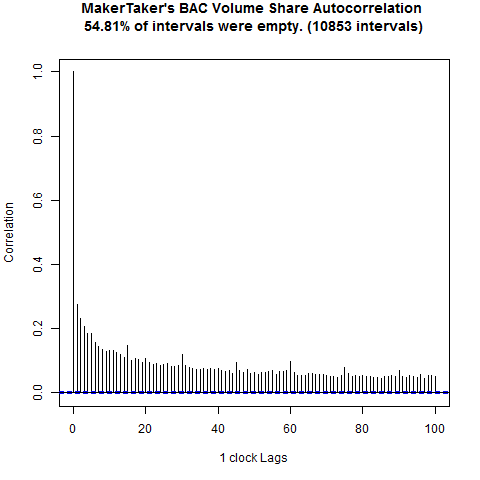 MakerTaker's BAC Volume Share Autocorrelation
54.81% of intervals were empty. (10853 intervals)
Correlation
1.0
0.8
0.6
0.4
0.2
0.0
0 20 40 60 80 100
1 clock Lags